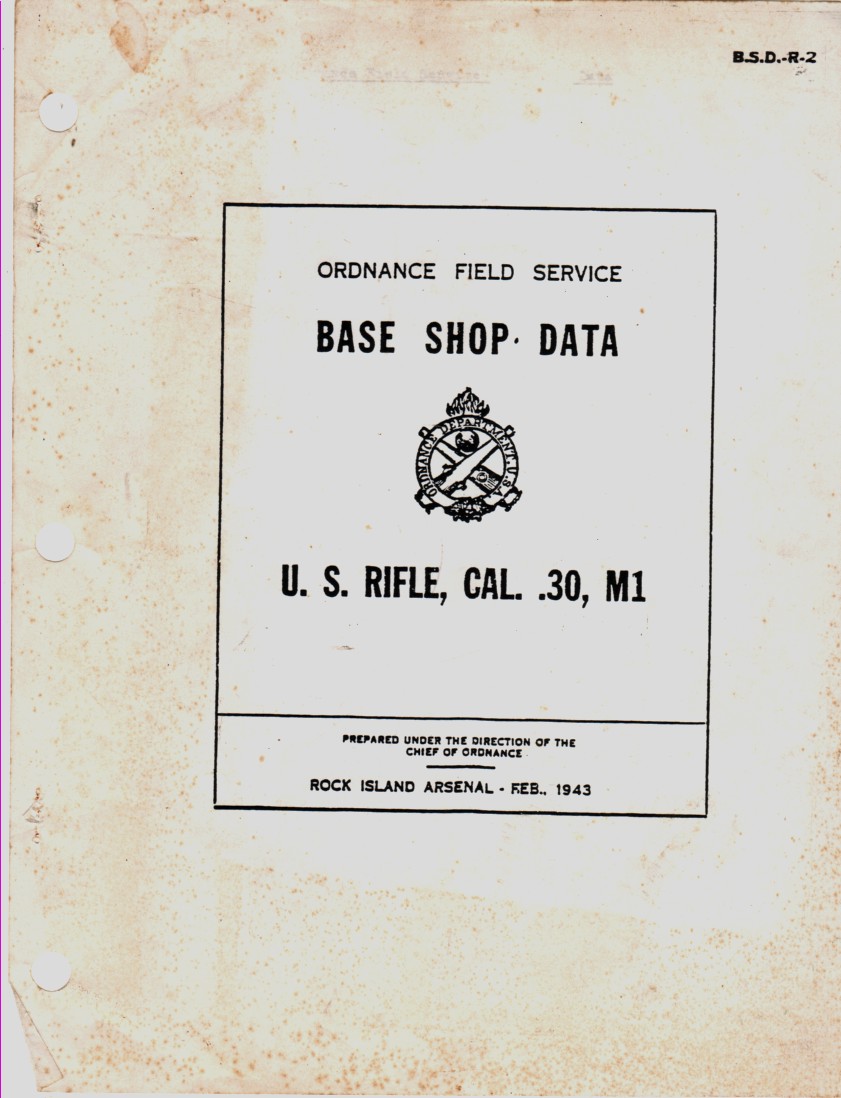 B.S.D.-R-2
ORDNANCE FIELD SERVICE
BASE SHOP DATA
ORDNANCE DEPARTMENT, U.S.A.
U. S. RIFLE, CAL. .30, M1
PREPARED UNDER THE DIRECTION OF THE
CHIEF OF ORDNANCE
ROCK ISLAND ARSENAL - FEB., 1943